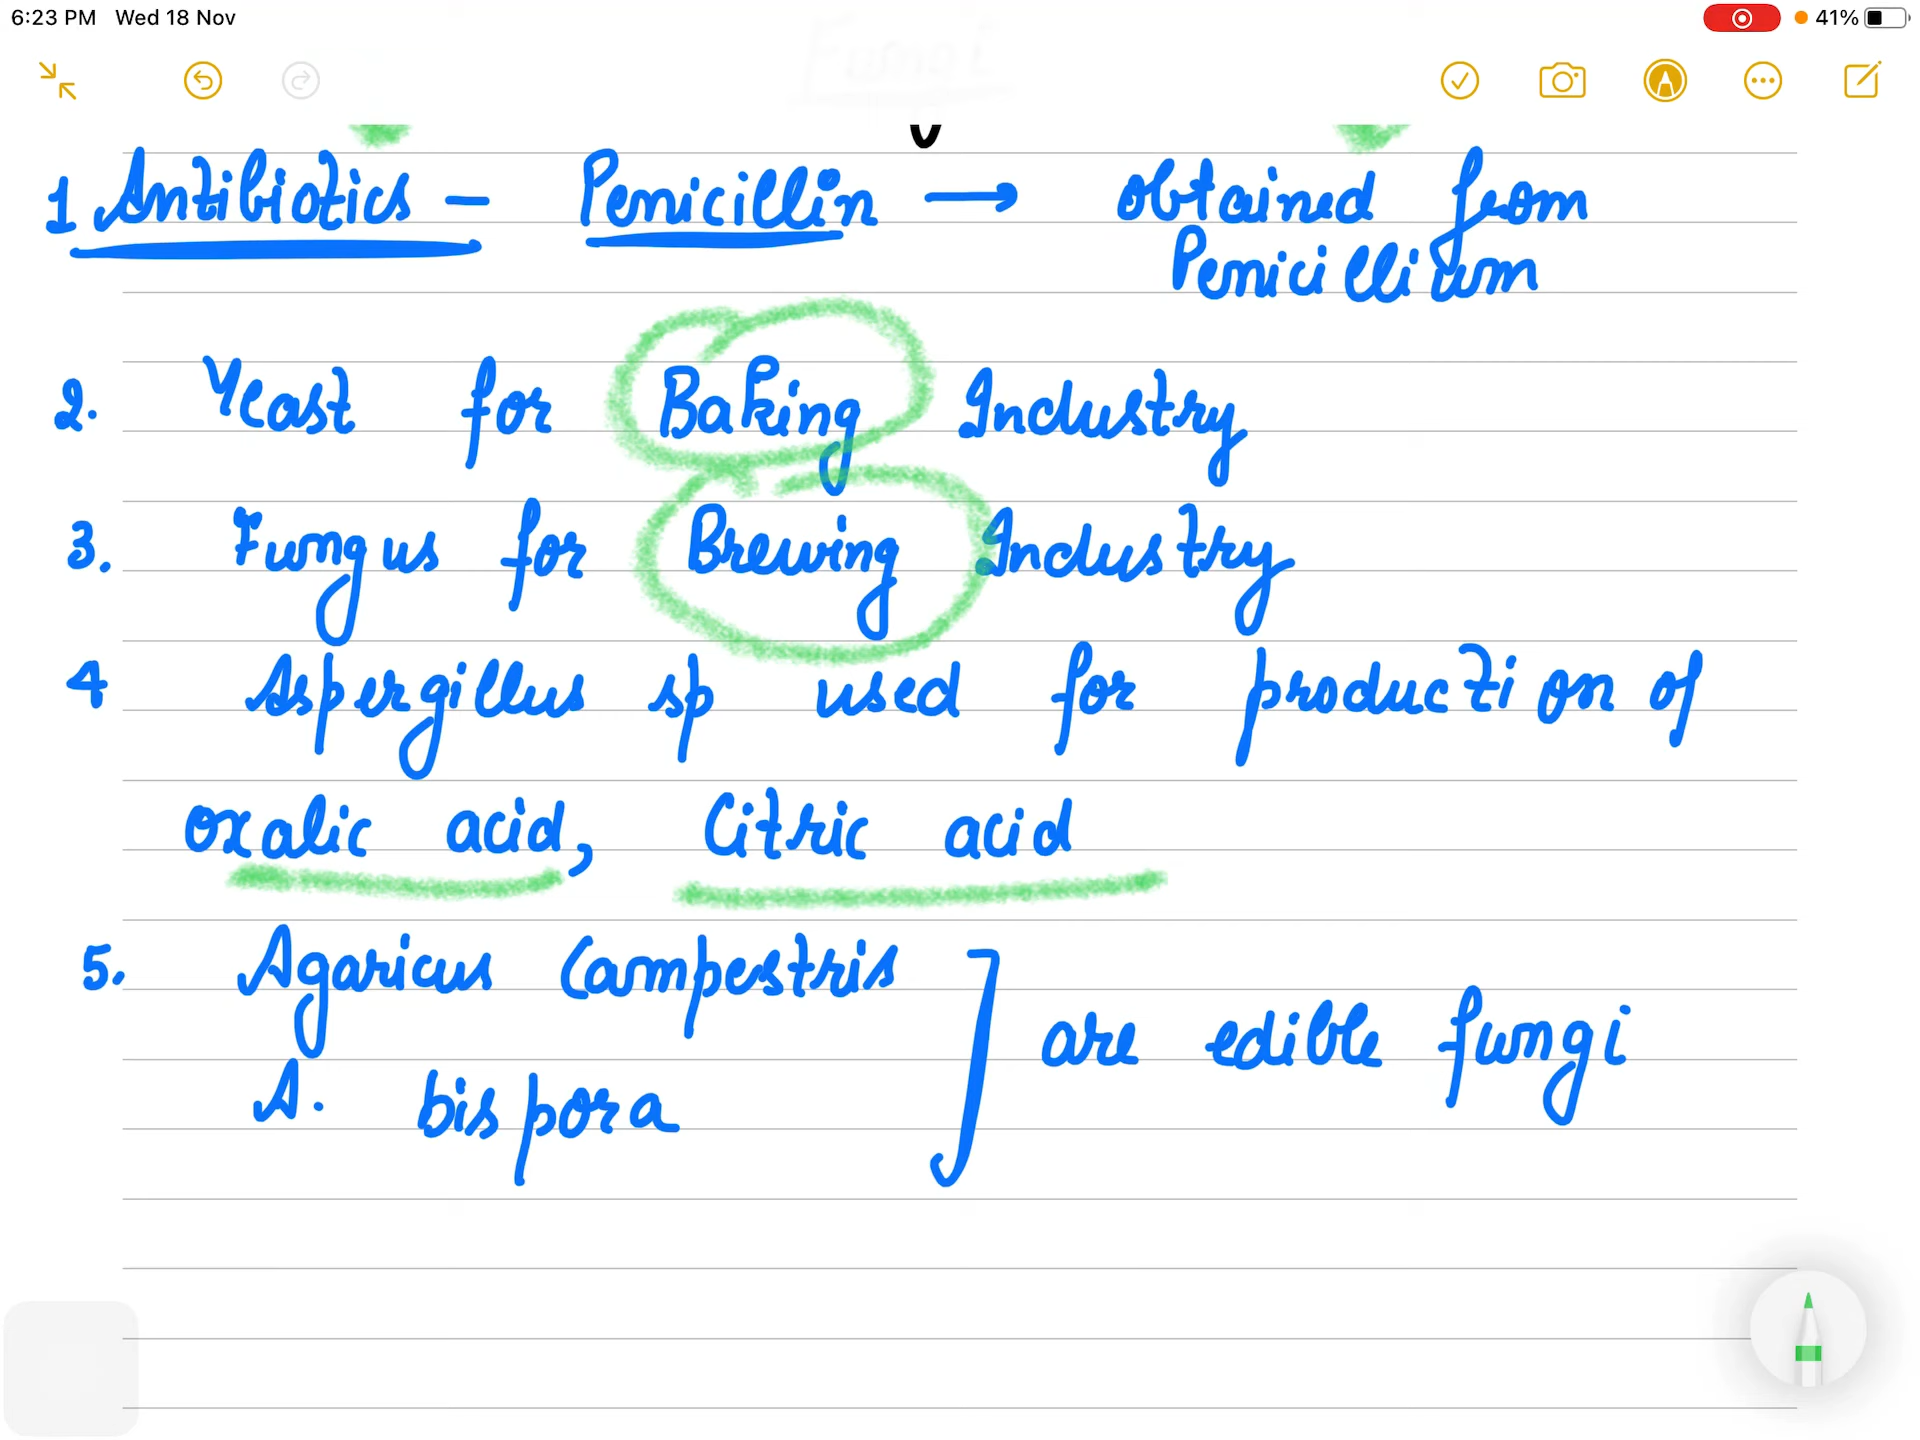 6:23 PM Wed 18 Nov
41%
Fungi
1 Antibiotics - Penicillin → obtained from
Penicillium
2. Yeast for Baking Industry
3. Fungus for Brewing Industry
4 Aspergillus sp used for production of
oxalic acid, Citric acid
5. Agaricus Campestris
A. bispora
] are edible fungi